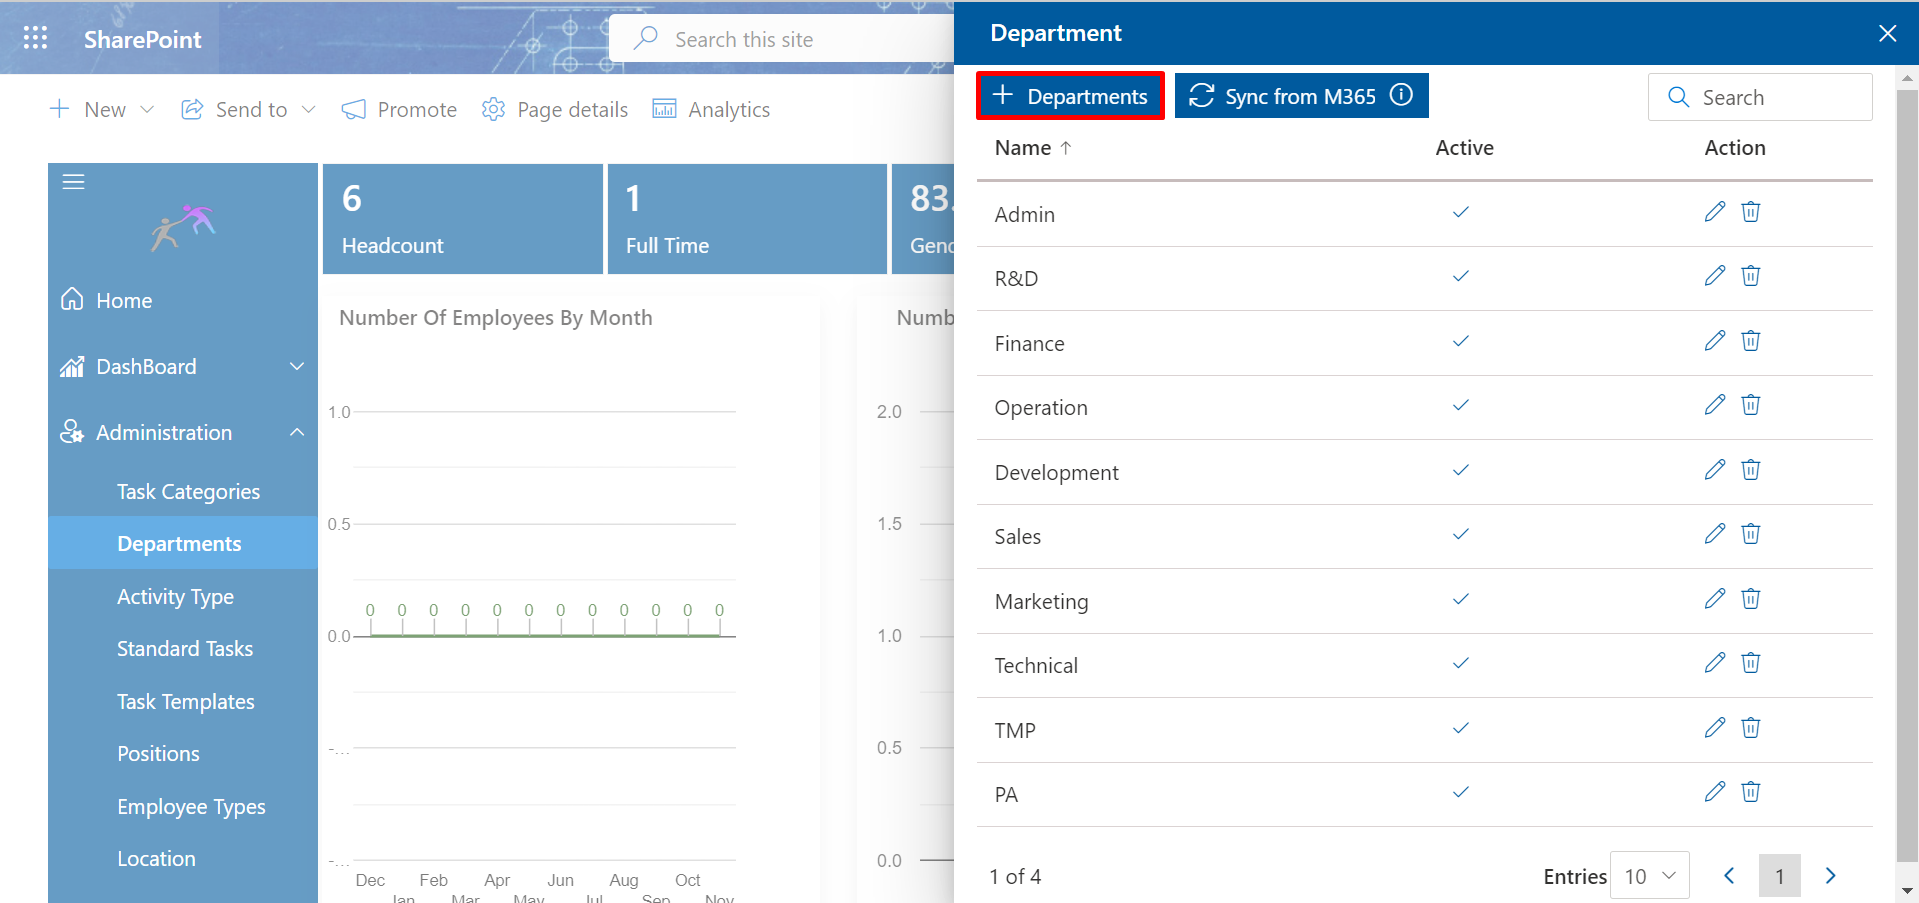 SharePoint
Search this site
New
Send to
Promote
Page details
Analytics
Home
DashBoard
Administration
Task Categories
Departments
Activity Type
Standard Tasks
Task Templates
Positions
Employee Types
Location
6
Headcount
1
Full Time
83.
Gend
Number Of Employees By Month
1.0
0.5
0.0
-...
-...
0 0 0 0 0 0 0 0 0 0 0 0
Dec Feb Apr Jun Aug Oct
Jan Mar May Jul Sep Nov
Numb
2.0
1.5
1.0
0.5
0.0
Department
Departments
Sync from M365
Search
Name Active Action
Admin
R&D
Finance
Operation
Development
Sales
Marketing
Technical
TMP
PA
1 of 4
Entries 10
1